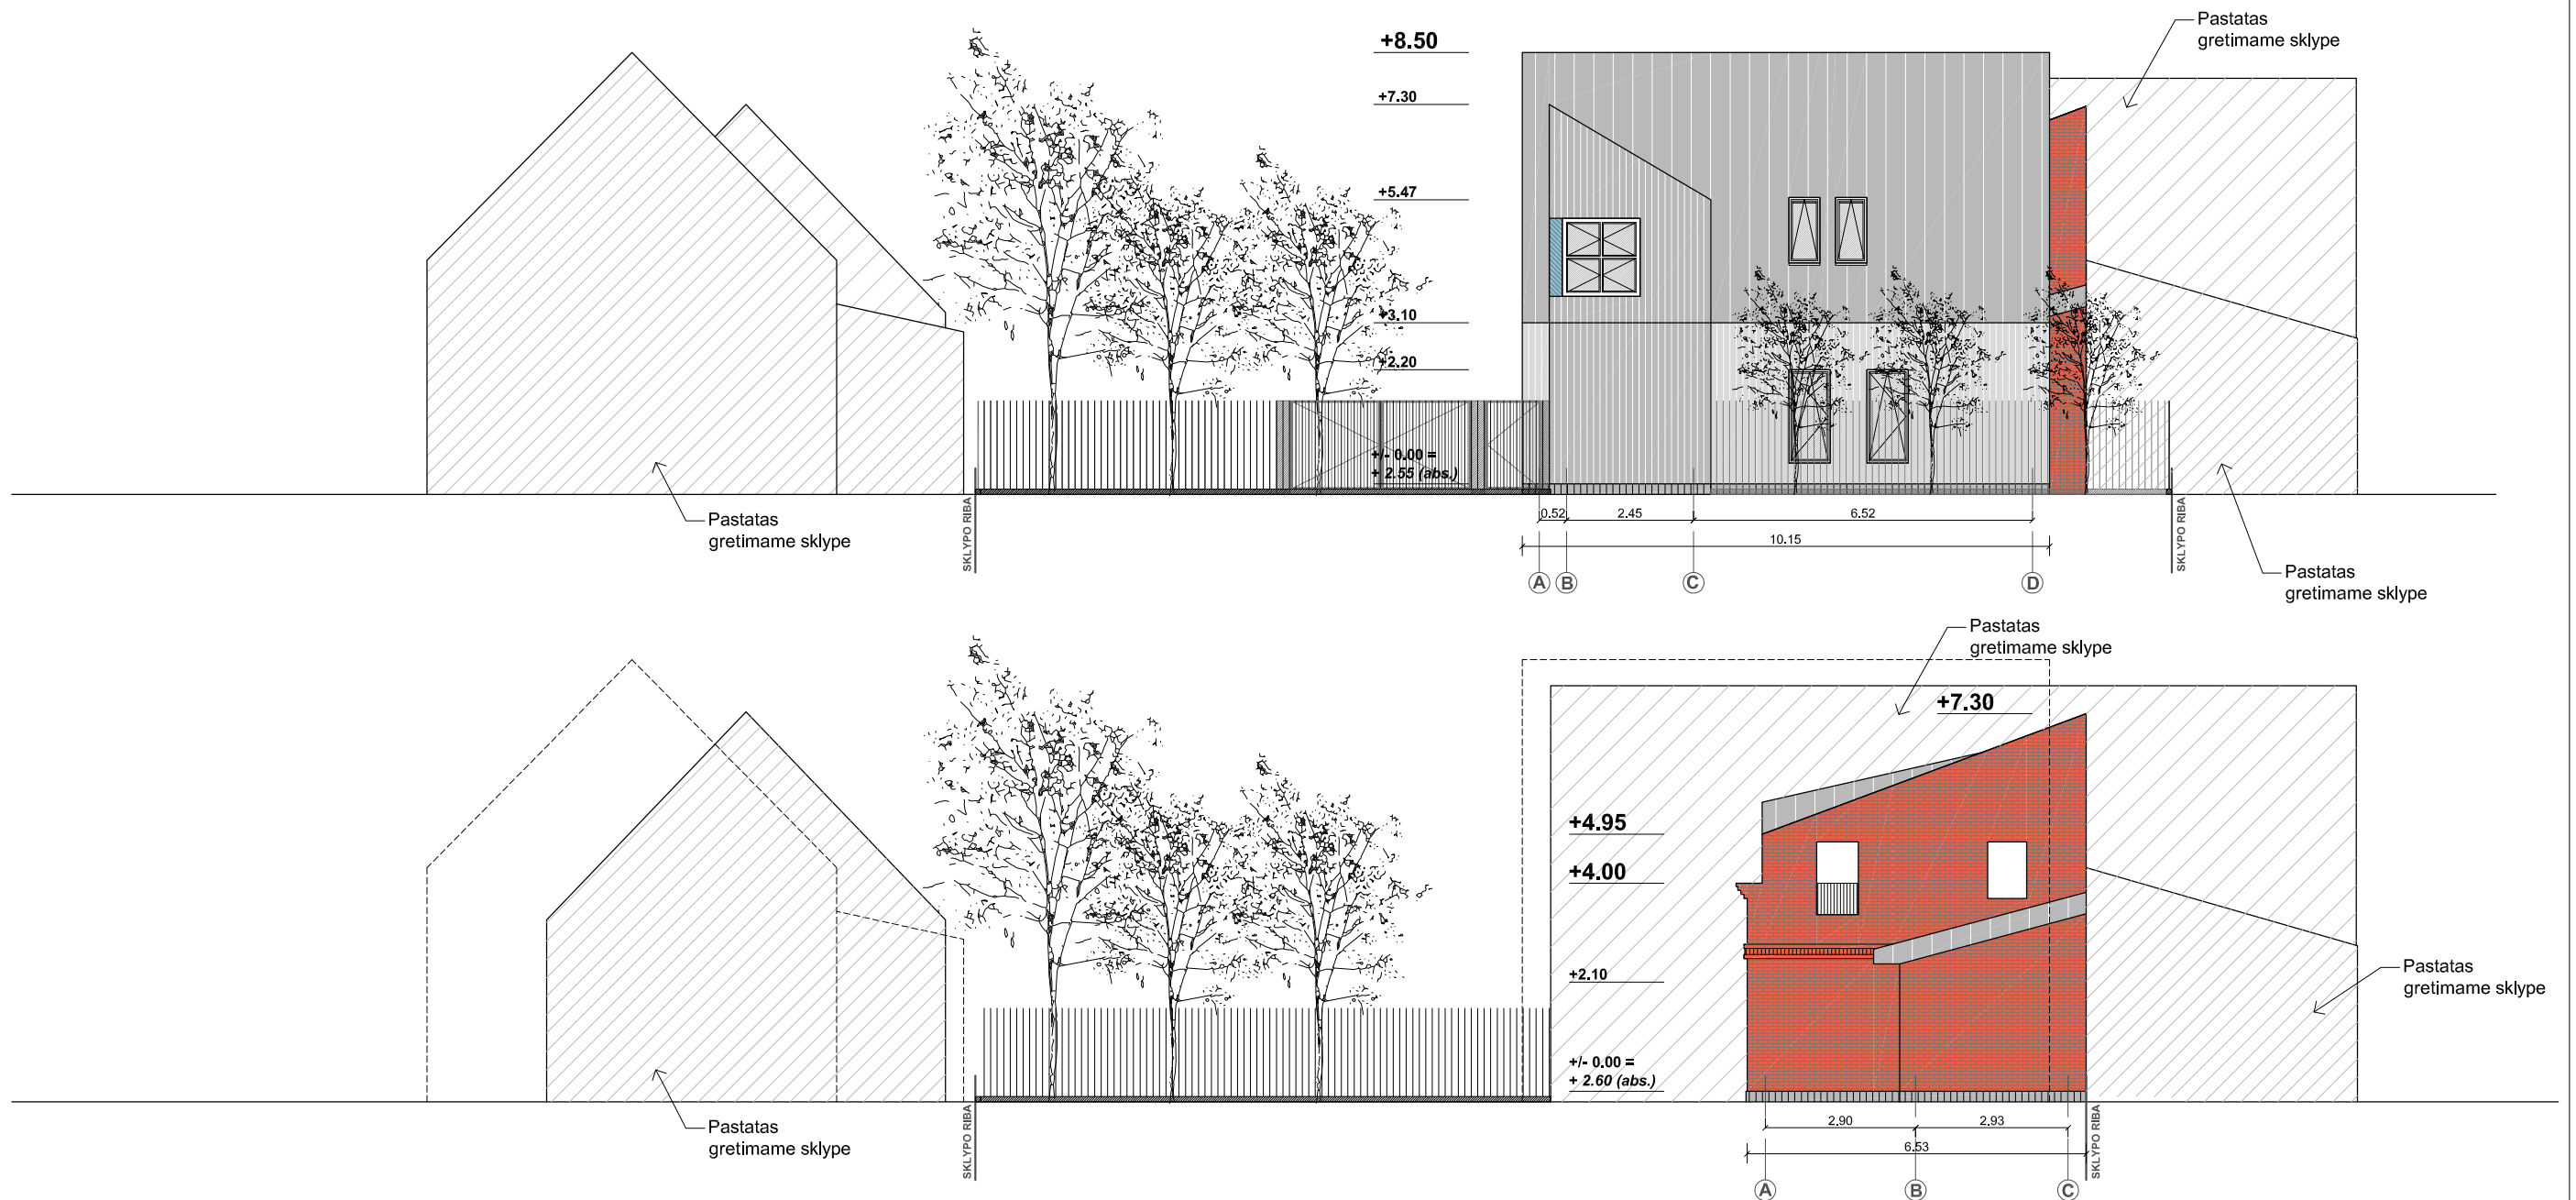 Pastatas
gretimame sklype
+8.50
+7.30
+5.47
+3.10
+2.20
+/- 0.00 =
+ 2.55 (abs.)
Pastatas
gretimame sklype
SKLYPO RIBA
0.52
2.45
6.52
10.15
A
B
C
D
SKLYPO RIBA
Pastatas
gretimame sklype
Pastatas
gretimame sklype
+7.30
+4.95
+4.00
+2.10
+/- 0.00 =
+ 2.60 (abs.)
Pastatas
gretimame sklype
Pastatas
gretimame sklype
SKLYPO RIBA
2.90
2.93
6.53
A
B
C
SKLYPO RIBA